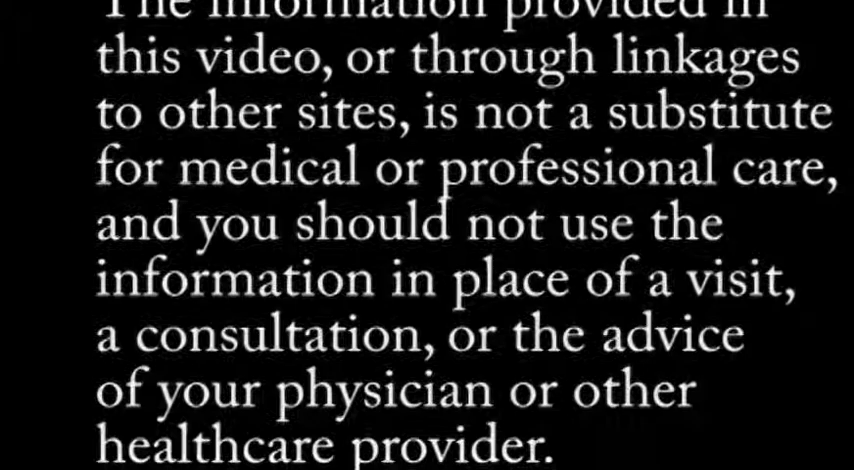 The information provided in
this video, or through linkages
to other sites, is not a substitute
for medical or professional care,
and you should not use the
information in place of a visit,
a consultation, or the advice
of your physician or other
healthcare provider.